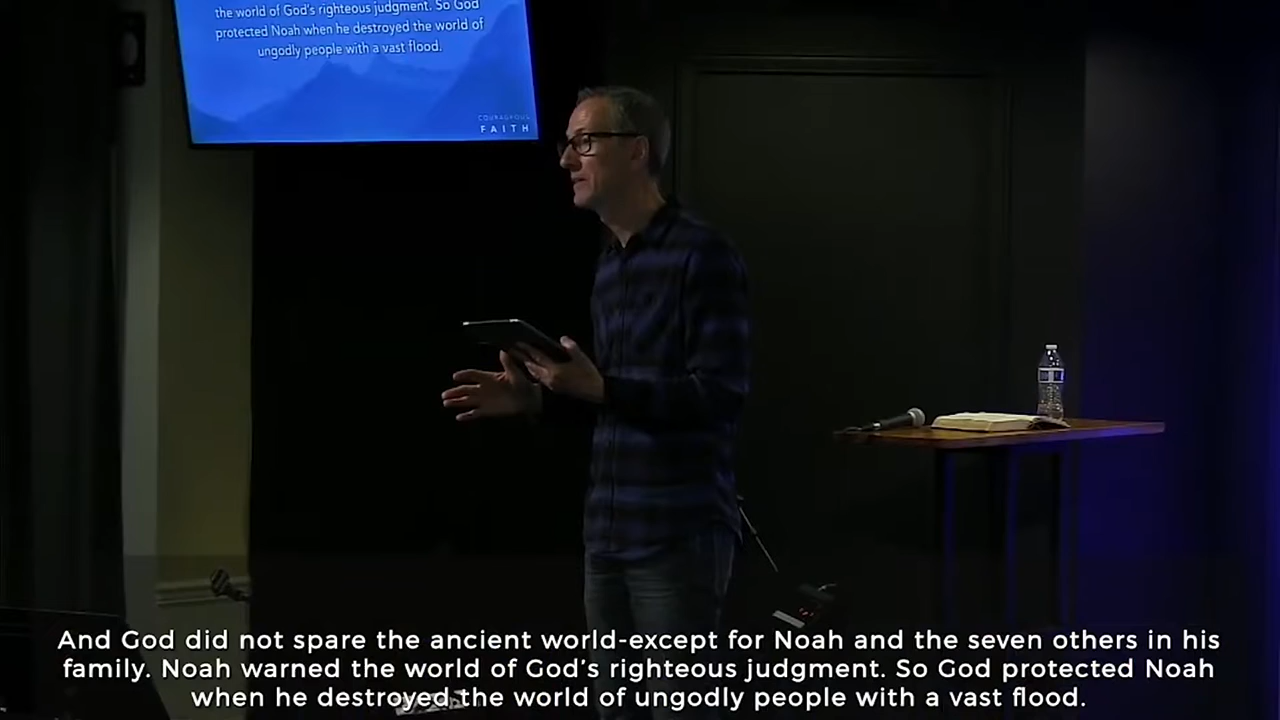 the world of God's righteous judgment. So God
protected Noah when he destroyed the world of
ungodly people with a vast flood.
COURAGEOUS
FAITH
And God did not spare the ancient world-except for Noah and the seven others in his
family. Noah warned the world of God's righteous judgment. So God protected Noah
when he destroyed the world of ungodly people with a vast flood.